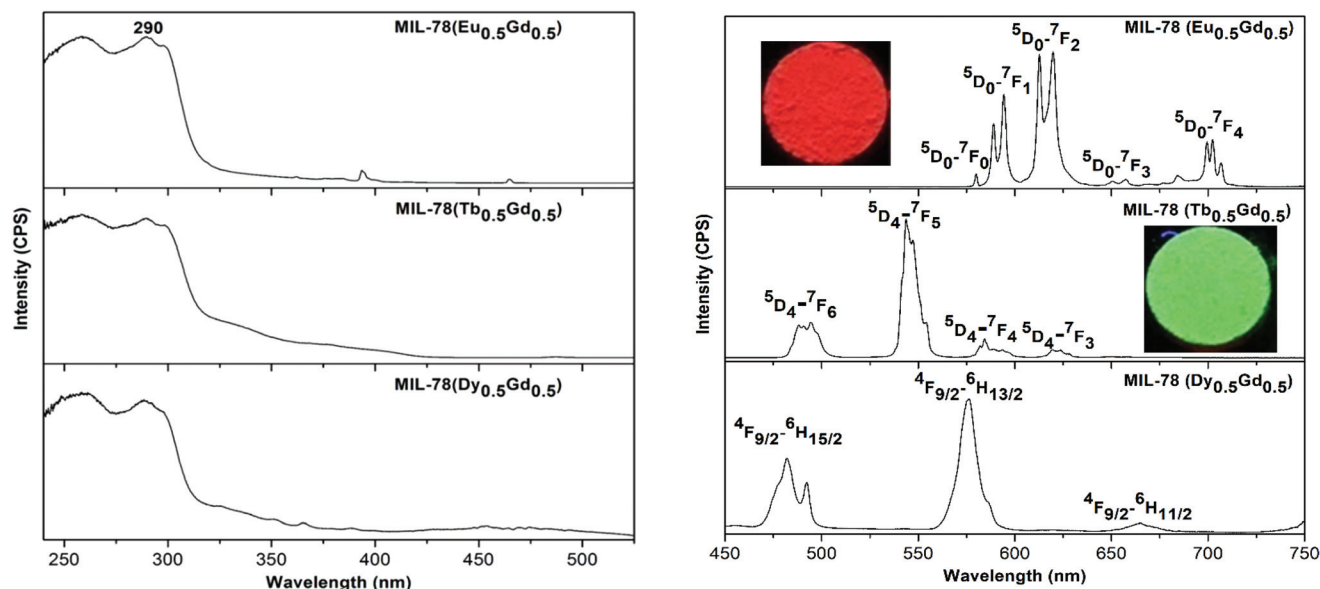 290
MIL-78(Eu0.5Gd0.5)
MIL-78(Tb0.5Gd0.5)
MIL-78(Dy0.5Gd0.5)
Intensity (CPS)
250 300 350 400 450 500
Wavelength (nm)
MIL-78 (Eu0.5Gd0.5)
5D0-7F0
5D0-7F1
5D0-7F2
5D0-7F3
5D0-7F4
MIL-78 (Tb0.5Gd0.5)
5D4-7F6
5D4-7F5
5D4-7F4
5D4-7F3
MIL-78 (Dy0.5Gd0.5)
4F9/2-6H15/2
4F9/2-6H13/2
4F9/2-6H11/2
Intensity (CPS)
450 500 550 600 650 700 750
Wavelength (nm)